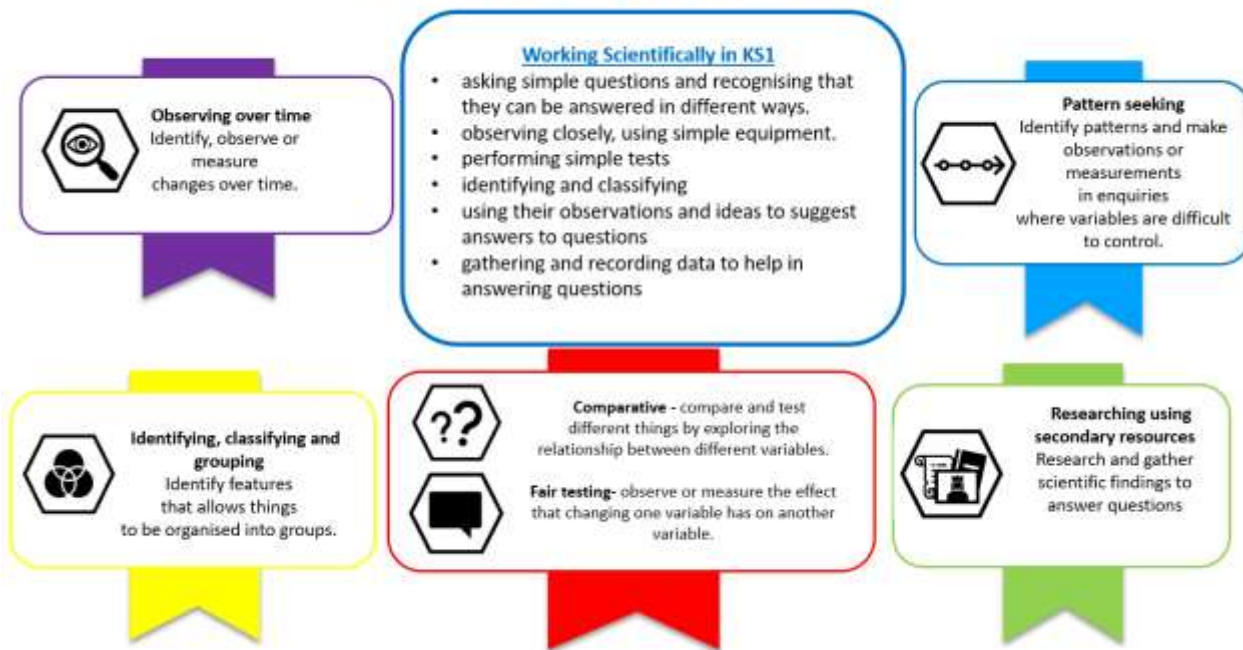 Working Scientifically in KS1
• asking simple questions and recognising that
they can be answered in different ways.
• observing closely, using simple equipment.
• performing simple tests
• identifying and classifying
• using their observations and ideas to suggest
answers to questions
• gathering and recording data to help in
answering questions
Observing over time
Identify, observe or
measure
changes over time.
Pattern seeking
Identify patterns and make
observations or
measurements
in enquiries
where variables are difficult
to control.
Identifying, classifying and
grouping
Identify features
that allows things
to be organised into groups.
??
Comparative - compare and test
different things by exploring the
relationship between different variables.
Fair testing- observe or measure the effect
that changing one variable has on another
variable.
Researching using
secondary resources
Research and gather
scientific findings to
answer questions